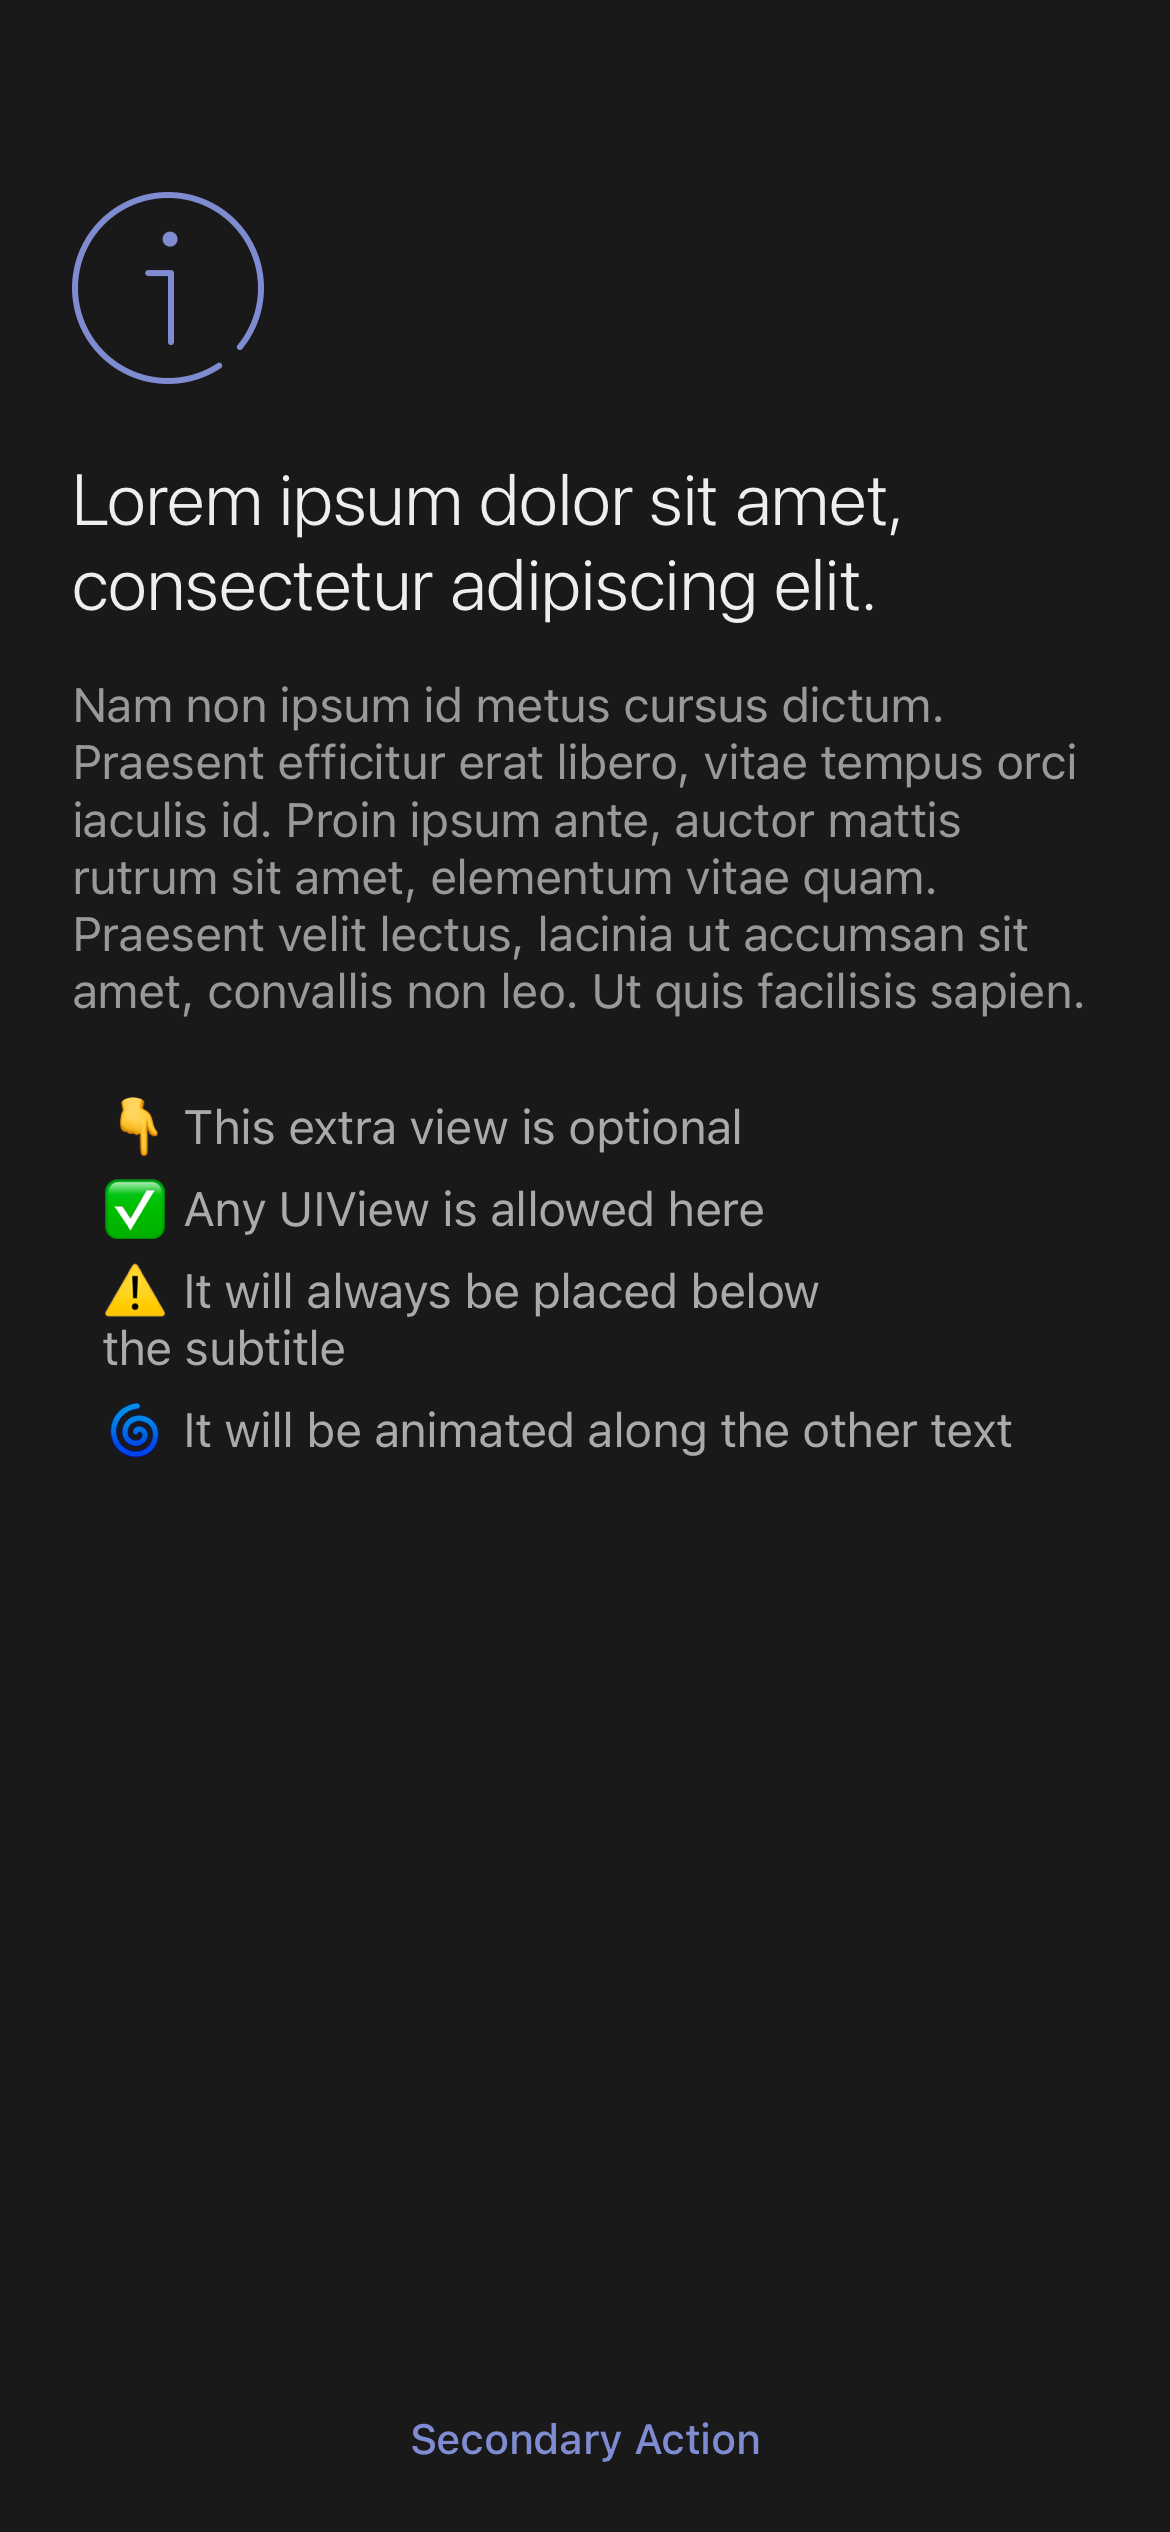 Lorem ipsum dolor sit amet,
consectetur adipiscing elit.
Nam non ipsum id metus cursus dictum.
Praesent efficitur erat libero, vitae tempus orci
iaculis id. Proin ipsum ante, auctor mattis
rutrum sit amet, elementum vitae quam.
Praesent velit lectus, lacinia ut accumsan sit
amet, convallis non leo. Ut quis facilisis sapien.
👇 This extra view is optional
✅ Any UIView is allowed here
⚠️ It will always be placed below
the subtitle
🌀 It will be animated along the other text
Secondary Action